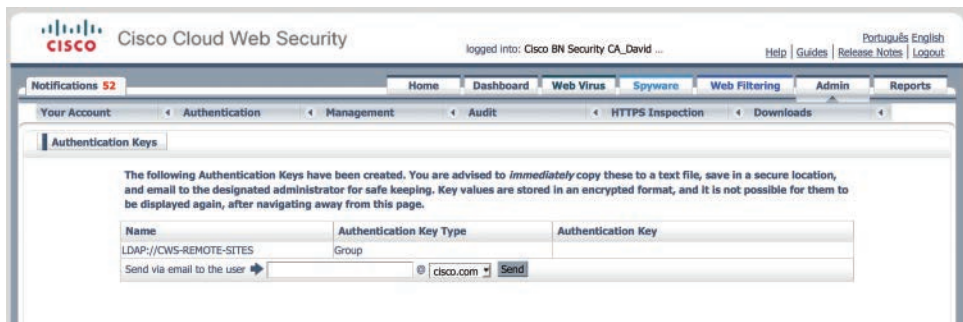 CISCO
Cisco Cloud Web Security
logged into: Cisco BN Security CA_David ...
Português English
Help | Guides | Release Notes | Logout
Notifications 52
Home Dashboard Web Virus Spyware Web Filtering Admin Reports
Your Account Authentication Management Audit HTTPS Inspection Downloads
Authentication Keys
The following Authentication Keys have been created. You are advised to immediately copy these to a text file, save in a secure location,
and email to the designated administrator for safe keeping. Key values are stored in an encrypted format, and it is not possible for them to
be displayed again, after navigating away from this page.
Name Authentication Key Type Authentication Key
LDAP://CWS-REMOTE-SITES Group
Send via email to the user @ cisco.com Send